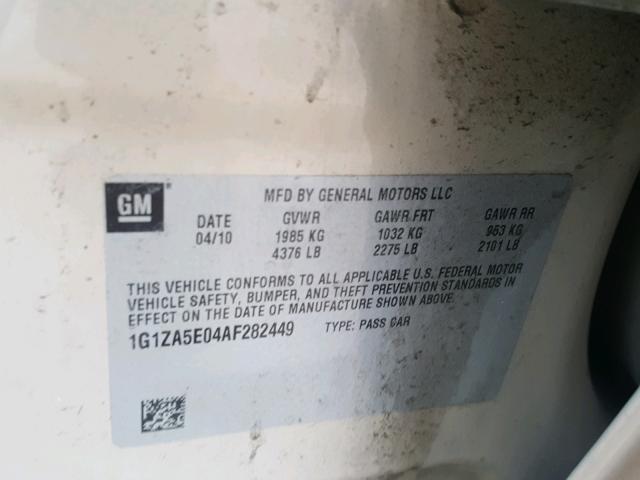 GM
MFD BY GENERAL MOTORS LLC
DATE GVWR GAWR FRT GAWR RR
04/10 1985 KG 1032 KG 953 KG
4376 LB 2275 LB 2101 LB
THIS VEHICLE CONFORMS TO ALL APPLICABLE U.S. FEDERAL MOTOR
VEHICLE SAFETY, BUMPER, AND THEFT PREVENTION STANDARDS IN
EFFECT ON THE DATE OF MANUFACTURE SHOWN ABOVE.
1G1ZA5E04AF282449 TYPE: PASS CAR